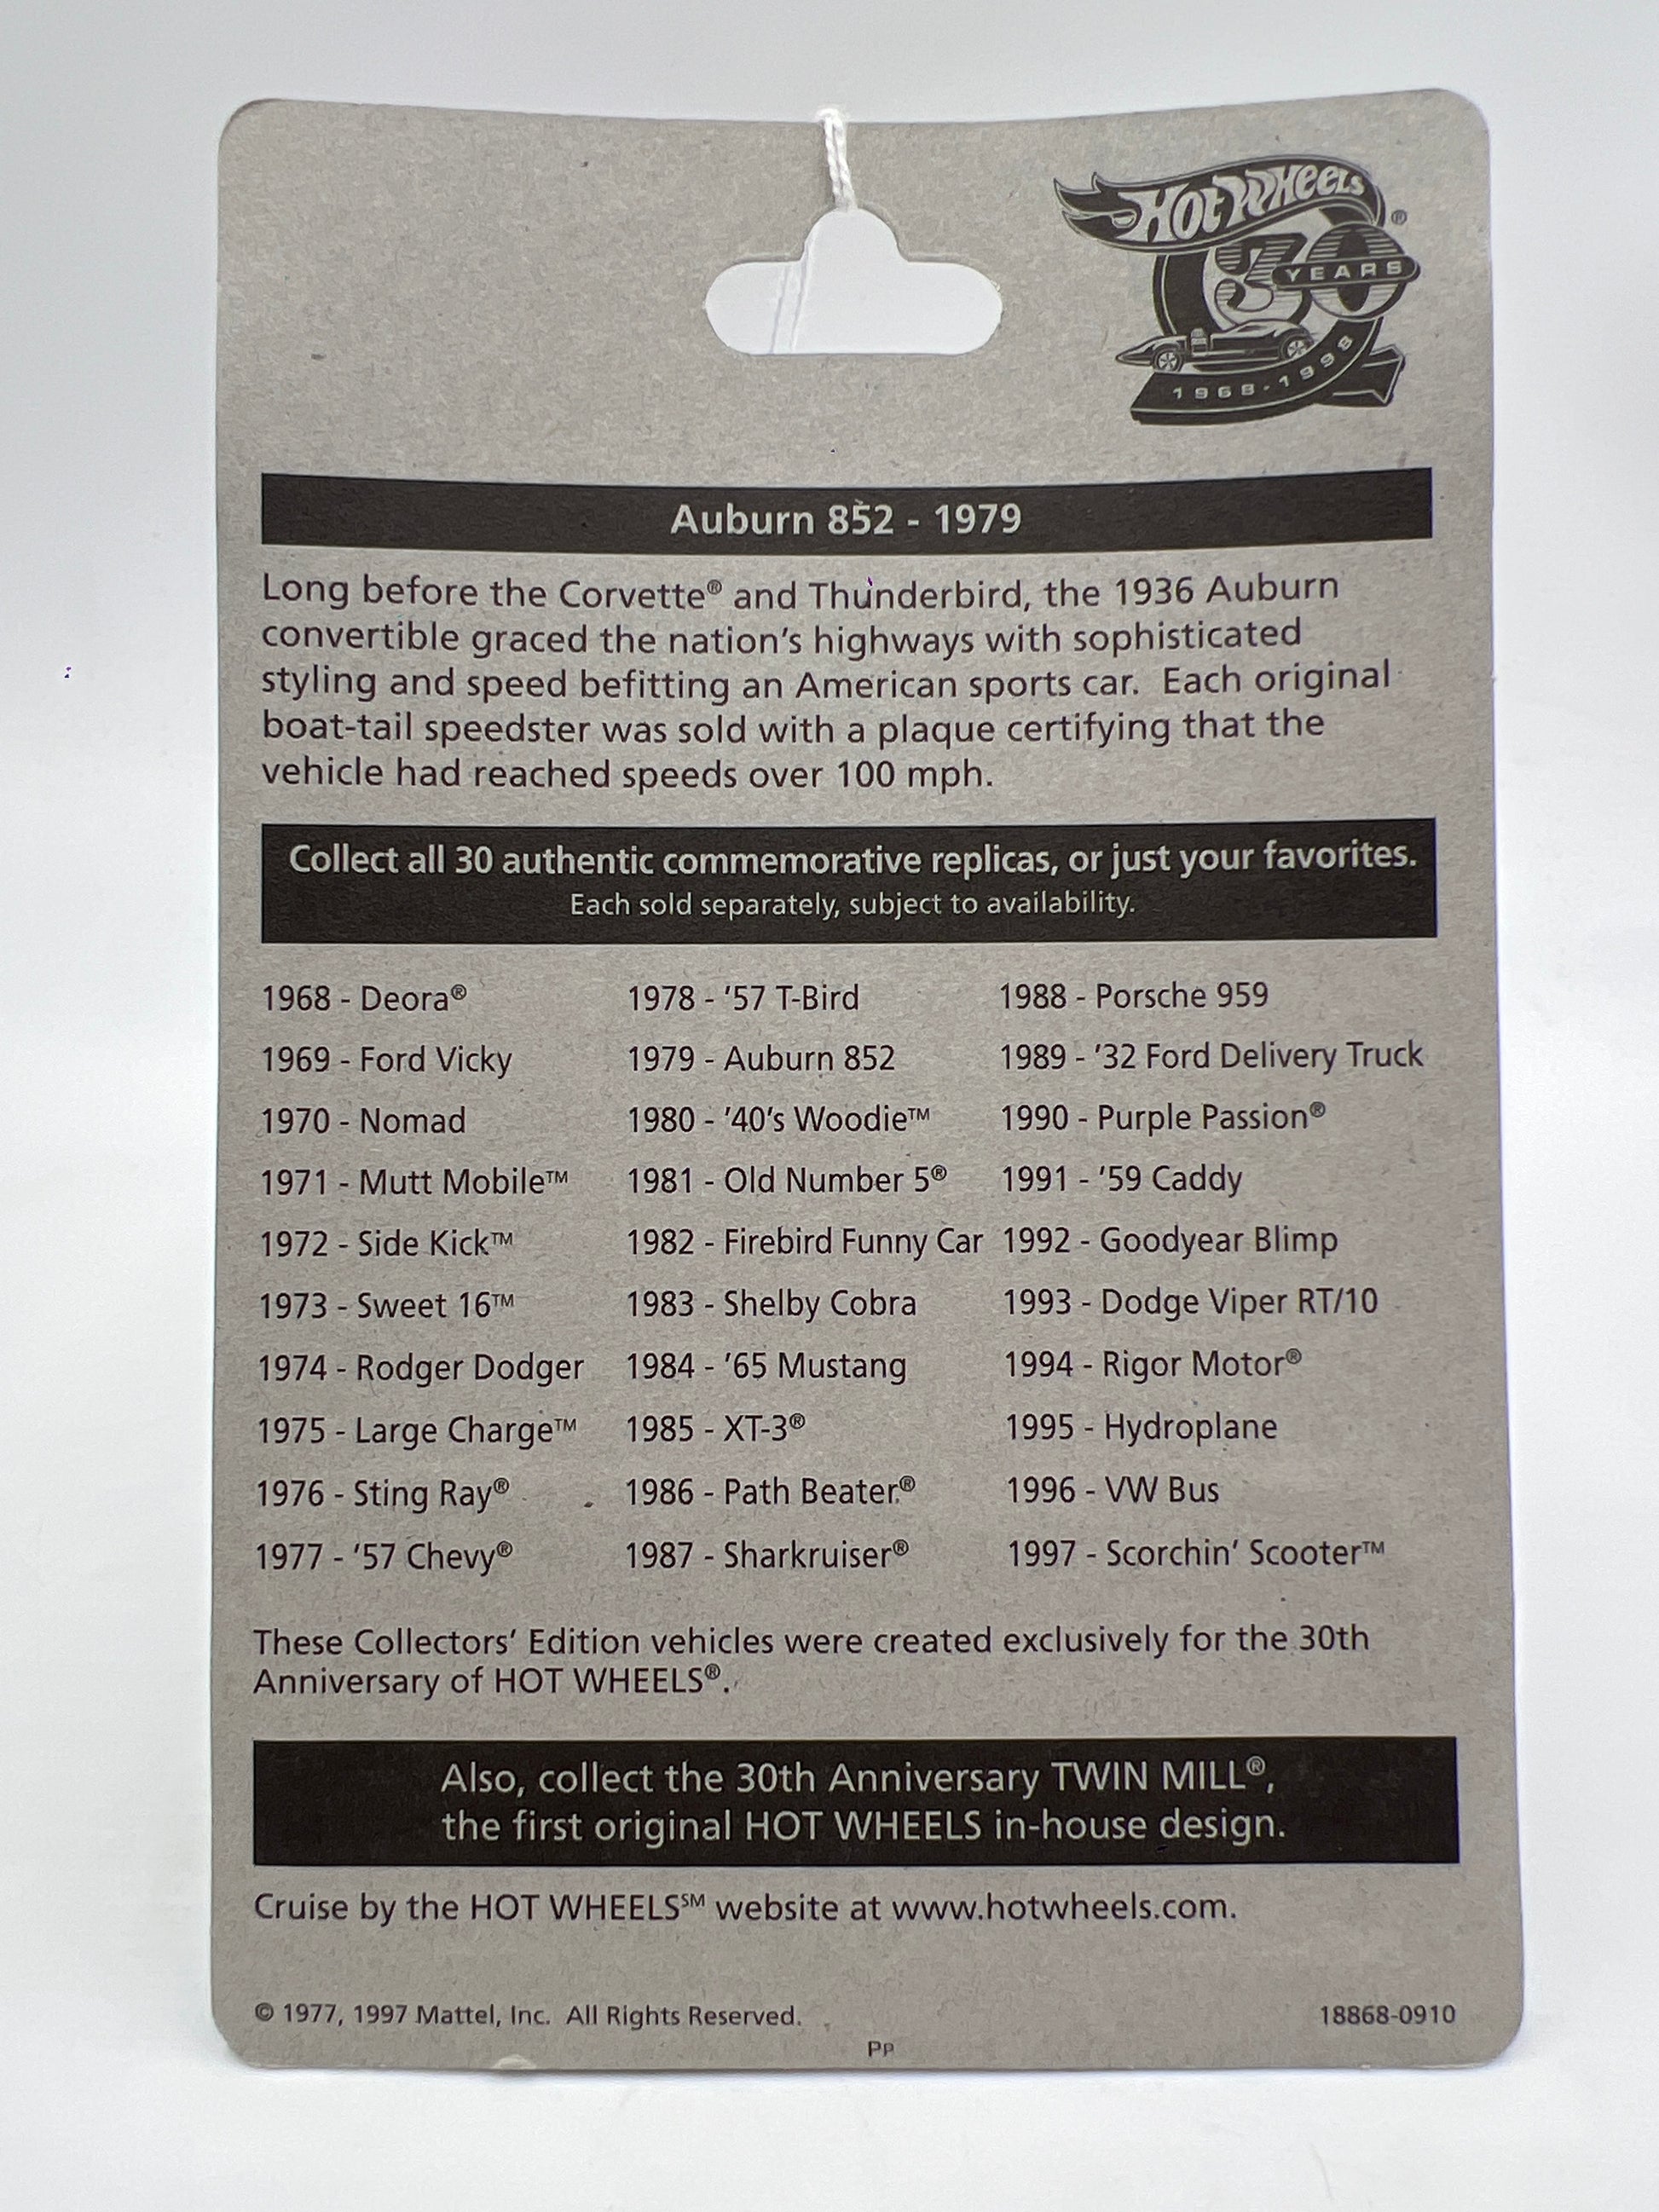 HOT WHEELS®
30
YEARS
1968-1998
Auburn 852 - 1979
Long before the Corvette® and Thunderbird, the 1936 Auburn
convertible graced the nation's highways with sophisticated
styling and speed befitting an American sports car. Each original
boat-tail speedster was sold with a plaque certifying that the
vehicle had reached speeds over 100 mph.
Collect all 30 authentic commemorative replicas, or just your favorites.
Each sold separately, subject to availability.
1968 - Deora®
1969 - Ford Vicky
1970 - Nomad
1971 - Mutt Mobile™
1972 - Side Kick™
1973 - Sweet 16™
1974 - Rodger Dodger
1975 - Large Charge™
1976 - Sting Ray®
1977 - '57 Chevy®
1978 - '57 T-Bird
1979 - Auburn 852
1980 - '40's Woodie™
1981 - Old Number 5®
1982 - Firebird Funny Car
1983 - Shelby Cobra
1984 - '65 Mustang
1985 - XT-3®
1986 - Path Beater®
1987 - Sharkruiser®
1988 - Porsche 959
1989 - '32 Ford Delivery Truck
1990 - Purple Passion®
1991 - '59 Caddy
1992 - Goodyear Blimp
1993 - Dodge Viper RT/10
1994 - Rigor Motor®
1995 - Hydroplane
1996 - VW Bus
1997 - Scorchin' Scooter™
These Collectors' Edition vehicles were created exclusively for the 30th
Anniversary of HOT WHEELS®.
Also, collect the 30th Anniversary TWIN MILL®,
the first original HOT WHEELS in-house design.
Cruise by the HOT WHEELS℠ website at www.hotwheels.com.
© 1977, 1997 Mattel, Inc. All Rights Reserved.
18868-0910
Pp